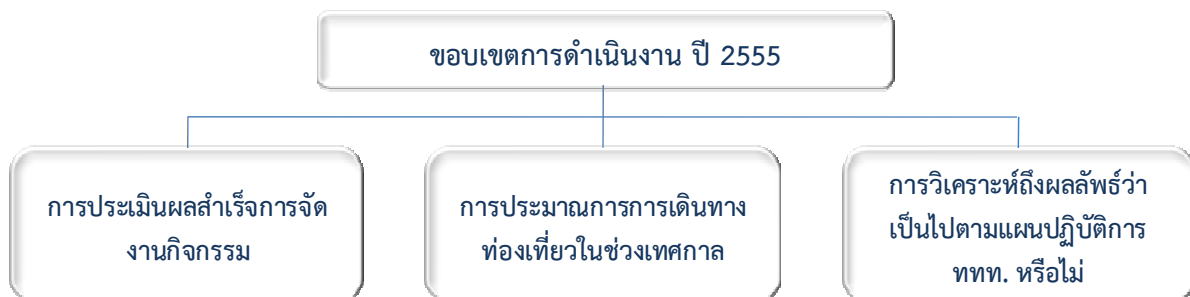 ขอบเขตการดำเนินงาน ปี 2555
การประเมินผลสำเร็จการจัด
งานกิจกรรม
การประมาณการการเดินทาง
ท่องเที่ยวในช่วงเทศกาล
การวิเคราะห์ถึงผลลัพธ์ว่า
เป็นไปตามแผนปฏิบัติการ
ททท. หรือไม่